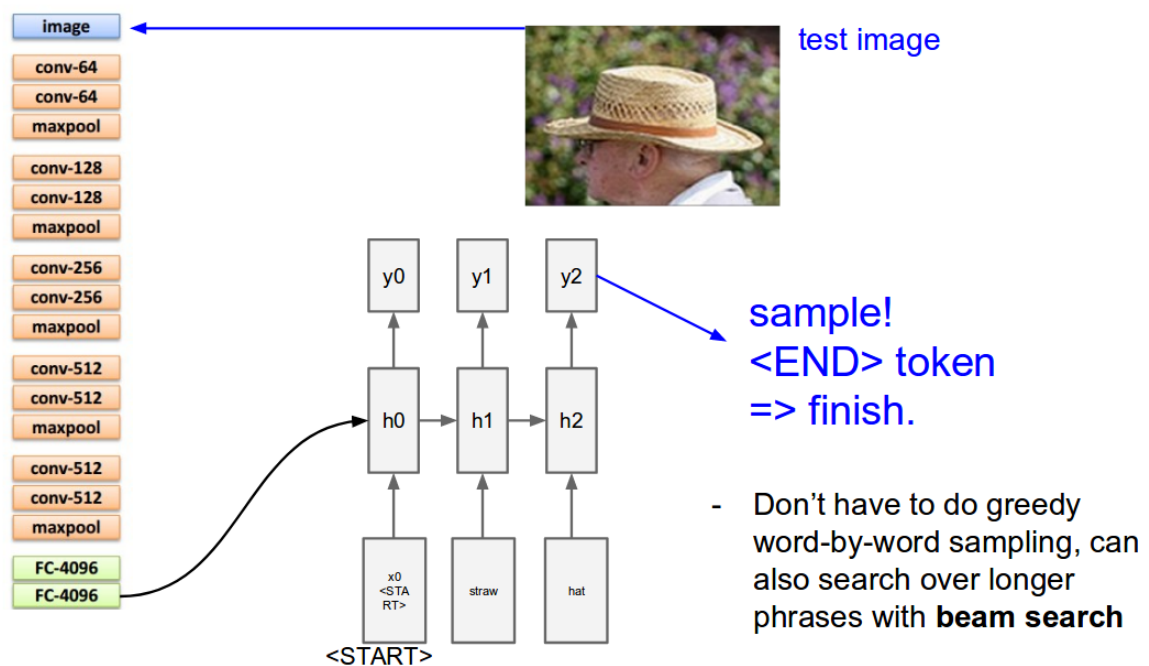 image
conv-64
conv-64
maxpool
conv-128
conv-128
maxpool
conv-256
conv-256
maxpool
conv-512
conv-512
maxpool
conv-512
conv-512
maxpool
FC-4096
FC-4096
test image
y0
y1
y2
h0
h1
h2
x0
<STA
RT>
straw
hat
<START>
sample!
<END> token
=> finish.
- Don't have to do greedy
word-by-word sampling, can
also search over longer
phrases with beam search